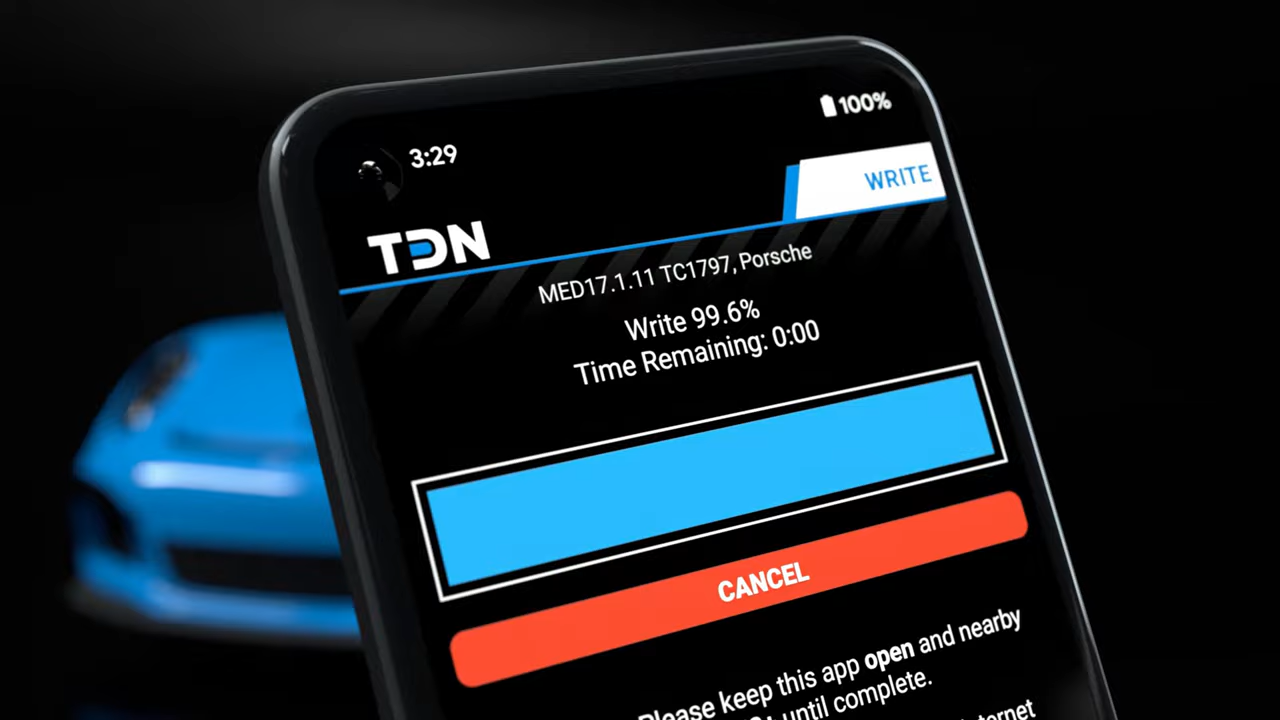 3:29
100%
WRITE
TDN
MED17.1.11 TC1797, Porsche
Write 99.6%
Time Remaining: 0:00
CANCEL
Please keep this app open and nearby
until complete.